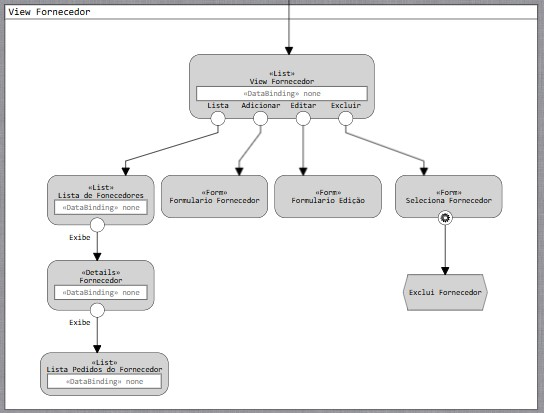 View Fornecedor
«List»
View Fornecedor
«DataBinding» none
Lista Adicionar Editar Excluir
«List»
Lista de Fonecedores
«DataBinding» none
«Form»
Formulario Fornecedor
«Form»
Formulario Edição
«Form»
Seleciona Fornecedor
Exibe
«Details»
Fornecedor
«DataBinding» none
Exclui Fornecedor
Exibe
«List»
Lista Pedidos do Fornecedor
«DataBinding» none